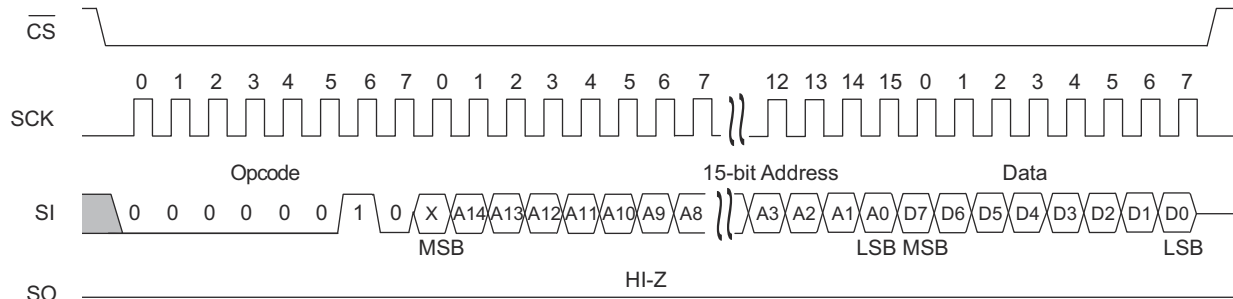 CS
0 1 2 3 4 5 6 7 0 1 2 3 4 5 6 7 12 13 14 15 0 1 2 3 4 5 6 7
SCK
Opcode 15-bit Address Data
SI 0 0 0 0 0 0 1 0 X A14 A13 A12 A11 A10 A9 A8 A3 A2 A1 A0 D7 D6 D5 D4 D3 D2 D1 D0
MSB LSB MSB LSB
HI-Z
SO